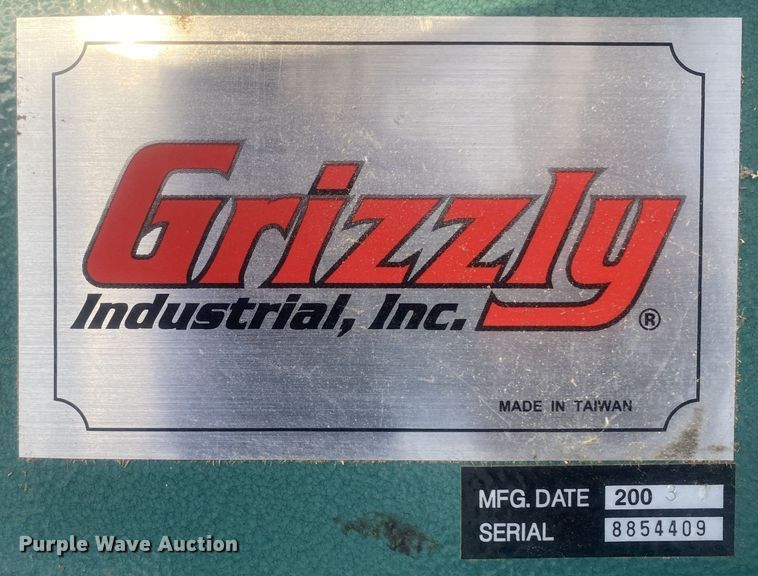 Grizzly
Industrial, Inc. ®
MADE IN TAIWAN
MFG. DATE 200 3
SERIAL 8854409
Purple Wave Auction